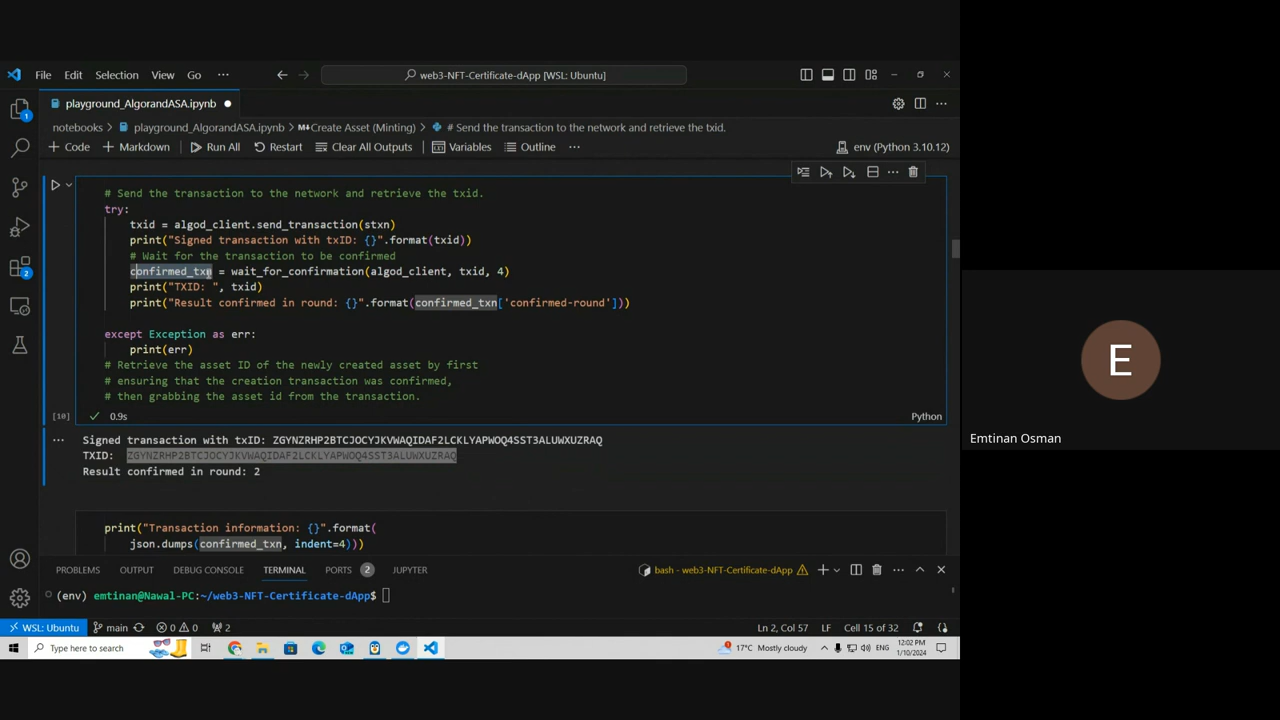 File Edit Selection View Go ···
web3-NFT-Certificate-dApp [WSL: Ubuntu]
playground_AlgorandASA.ipynb
notebooks > playground_AlgorandASA.ipynb > Create Asset (Minting) > # Send the transaction to the network and retrieve the txid.
+ Code + Markdown Run All Restart Clear All Outputs Variables Outline ··· env (Python 3.10.12)
# Send the transaction to the network and retrieve the txid.
try:
txid = algod_client.send_transaction(stxn)
print("Signed transaction with txID: {}".format(txid))
# Wait for the transaction to be confirmed
confirmed_txn = wait_for_confirmation(algod_client, txid, 4)
print("TXID: ", txid)
print("Result confirmed in round: {}".format(confirmed_txn['confirmed-round']))
except Exception as err:
print(err)
# Retrieve the asset ID of the newly created asset by first
# ensuring that the creation transaction was confirmed,
# then grabbing the asset id from the transaction.
[10] 0.9s Python
Signed transaction with txID: ZGYNZRHP2BTCJOCYJKVWAQIDAF2LCKLYAPWOQ4SST3ALUWXUZRAQ
TXID: ZGYNZRHP2BTCJOCYJKVWAQIDAF2LCKLYAPWOQ4SST3ALUWXUZRAQ
Result confirmed in round: 2
print("Transaction information: {}".format(
json.dumps(confirmed_txn, indent=4)))
PROBLEMS OUTPUT DEBUG CONSOLE TERMINAL PORTS 2 JUPYTER bash - web3-NFT-Certificate-dApp
(env) emtinan@Nawal-PC:~/web3-NFT-Certificate-dApp$
WSL: Ubuntu main 0 0 2 Ln 2, Col 57 LF Cell 15 of 32
Type here to search 17°C Mostly cloudy ENG 12:02 PM
1/10/2024
1
2
E
Emtinan Osman